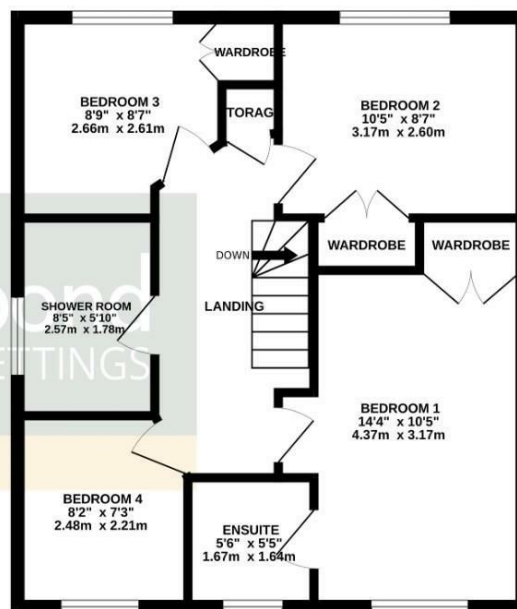 WARDROBE
BEDROOM 3
8'9" x 8'7"
2.66m x 2.61m
TORAG
BEDROOM 2
10'5" x 8'7"
3.17m x 2.60m
WARDROBE
WARDROBE
DOWN
LANDING
SHOWER ROOM
8'5" x 5'10"
2.57m x 1.78m
ond
ETTINGS
BEDROOM 1
14'4" x 10'5"
4.37m x 3.17m
BEDROOM 4
8'2" x 7'3"
2.48m x 2.21m
ENSUITE
5'6" x 5'5"
1.67m x 1.64m